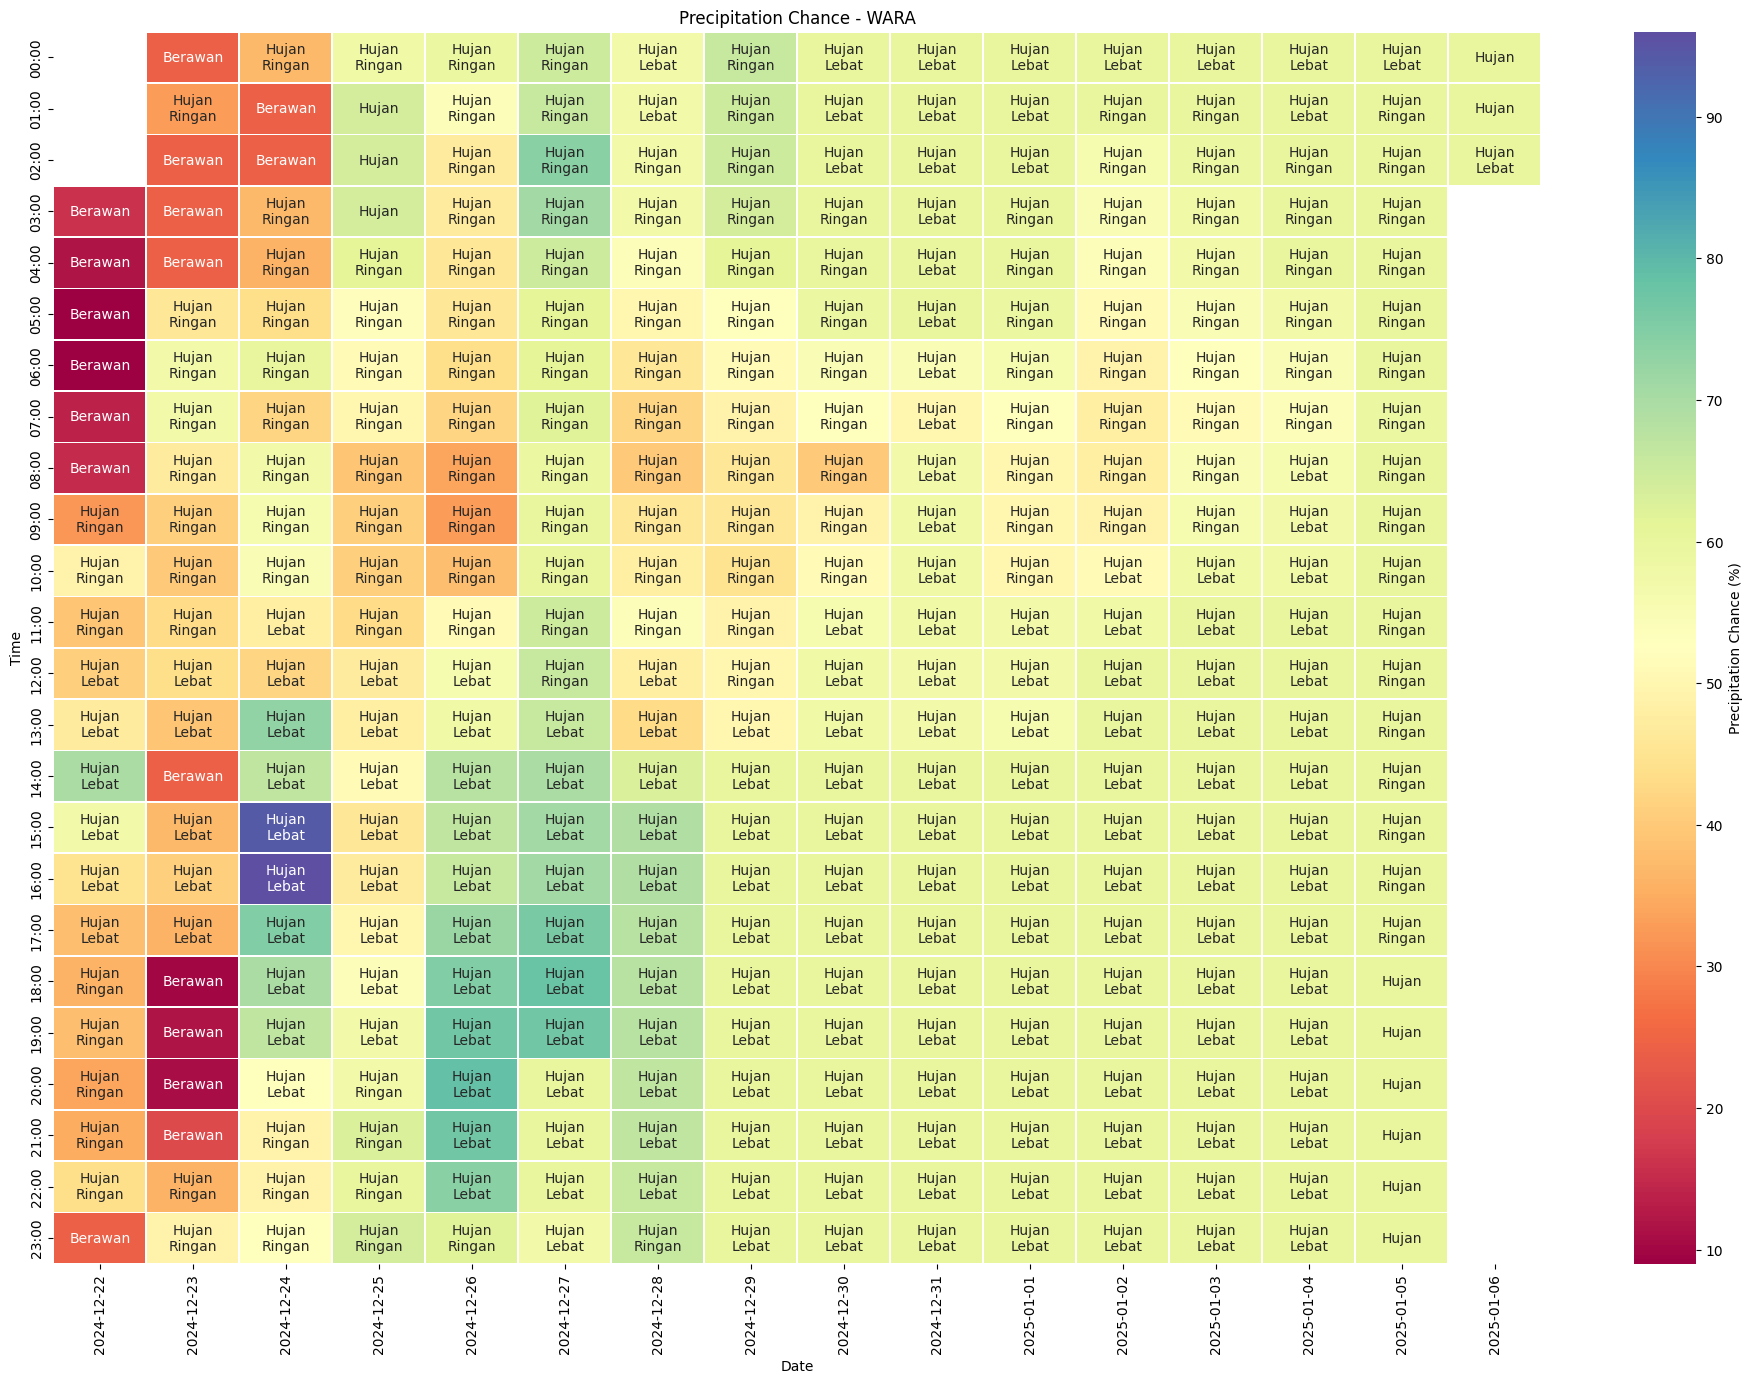 Precipitation Chance - WARA
00:00 Berawan Hujan Ringan Hujan Ringan Hujan Ringan Hujan Ringan Hujan Lebat Hujan Ringan Hujan Lebat Hujan Lebat Hujan Lebat Hujan Lebat Hujan Lebat Hujan Lebat Hujan Lebat Hujan
01:00 Hujan Ringan Berawan Hujan Hujan Ringan Hujan Ringan Hujan Lebat Hujan Ringan Hujan Lebat Hujan Lebat Hujan Lebat Hujan Ringan Hujan Ringan Hujan Lebat Hujan Ringan Hujan
02:00 Berawan Berawan Hujan Hujan Ringan Hujan Ringan Hujan Ringan Hujan Ringan Hujan Lebat Hujan Lebat Hujan Lebat Hujan Ringan Hujan Ringan Hujan Ringan Hujan Ringan Hujan Lebat
03:00 Berawan Berawan Hujan Ringan Hujan Hujan Ringan Hujan Ringan Hujan Ringan Hujan Ringan Hujan Ringan Hujan Lebat Hujan Ringan Hujan Ringan Hujan Ringan Hujan Ringan Hujan Ringan
04:00 Berawan Berawan Hujan Ringan Hujan Ringan Hujan Ringan Hujan Ringan Hujan Ringan Hujan Ringan Hujan Ringan Hujan Lebat Hujan Ringan Hujan Ringan Hujan Ringan Hujan Ringan Hujan Ringan
05:00 Berawan Hujan Ringan Hujan Ringan Hujan Ringan Hujan Ringan Hujan Ringan Hujan Ringan Hujan Ringan Hujan Ringan Hujan Lebat Hujan Ringan Hujan Ringan Hujan Ringan Hujan Ringan Hujan Ringan
06:00 Berawan Hujan Ringan Hujan Ringan Hujan Ringan Hujan Ringan Hujan Ringan Hujan Ringan Hujan Ringan Hujan Ringan Hujan Lebat Hujan Ringan Hujan Ringan Hujan Ringan Hujan Ringan Hujan Ringan
07:00 Berawan Hujan Ringan Hujan Ringan Hujan Ringan Hujan Ringan Hujan Ringan Hujan Ringan Hujan Ringan Hujan Ringan Hujan Lebat Hujan Ringan Hujan Ringan Hujan Ringan Hujan Ringan Hujan Ringan
08:00 Berawan Hujan Ringan Hujan Ringan Hujan Ringan Hujan Ringan Hujan Ringan Hujan Ringan Hujan Ringan Hujan Ringan Hujan Lebat Hujan Ringan Hujan Ringan Hujan Ringan Hujan Lebat Hujan Ringan
09:00 Hujan Ringan Hujan Ringan Hujan Ringan Hujan Ringan Hujan Ringan Hujan Ringan Hujan Ringan Hujan Ringan Hujan Ringan Hujan Lebat Hujan Ringan Hujan Ringan Hujan Ringan Hujan Lebat Hujan Ringan
10:00 Hujan Ringan Hujan Ringan Hujan Ringan Hujan Ringan Hujan Ringan Hujan Ringan Hujan Ringan Hujan Ringan Hujan Ringan Hujan Lebat Hujan Ringan Hujan Lebat Hujan Lebat Hujan Lebat Hujan Ringan
11:00 Hujan Ringan Hujan Ringan Hujan Lebat Hujan Ringan Hujan Ringan Hujan Ringan Hujan Ringan Hujan Ringan Hujan Lebat Hujan Lebat Hujan Lebat Hujan Lebat Hujan Lebat Hujan Lebat Hujan Ringan
12:00 Hujan Lebat Hujan Lebat Hujan Lebat Hujan Lebat Hujan Lebat Hujan Ringan Hujan Lebat Hujan Ringan Hujan Lebat Hujan Lebat Hujan Lebat Hujan Lebat Hujan Lebat Hujan Lebat Hujan Ringan
13:00 Hujan Lebat Hujan Lebat Hujan Lebat Hujan Lebat Hujan Lebat Hujan Lebat Hujan Lebat Hujan Lebat Hujan Lebat Hujan Lebat Hujan Lebat Hujan Lebat Hujan Lebat Hujan Lebat Hujan Ringan
14:00 Hujan Lebat Berawan Hujan Lebat Hujan Lebat Hujan Lebat Hujan Lebat Hujan Lebat Hujan Lebat Hujan Lebat Hujan Lebat Hujan Lebat Hujan Lebat Hujan Lebat Hujan Lebat Hujan Ringan
15:00 Hujan Lebat Hujan Lebat Hujan Lebat Hujan Lebat Hujan Lebat Hujan Lebat Hujan Lebat Hujan Lebat Hujan Lebat Hujan Lebat Hujan Lebat Hujan Lebat Hujan Lebat Hujan Lebat Hujan Ringan
16:00 Hujan Lebat Hujan Lebat Hujan Lebat Hujan Lebat Hujan Lebat Hujan Lebat Hujan Lebat Hujan Lebat Hujan Lebat Hujan Lebat Hujan Lebat Hujan Lebat Hujan Lebat Hujan Lebat Hujan Ringan
17:00 Hujan Lebat Hujan Lebat Hujan Lebat Hujan Lebat Hujan Lebat Hujan Lebat Hujan Lebat Hujan Lebat Hujan Lebat Hujan Lebat Hujan Lebat Hujan Lebat Hujan Lebat Hujan Lebat Hujan Ringan
18:00 Hujan Ringan Berawan Hujan Lebat Hujan Lebat Hujan Lebat Hujan Lebat Hujan Lebat Hujan Lebat Hujan Lebat Hujan Lebat Hujan Lebat Hujan Lebat Hujan Lebat Hujan Lebat Hujan
19:00 Hujan Ringan Berawan Hujan Lebat Hujan Lebat Hujan Lebat Hujan Lebat Hujan Lebat Hujan Lebat Hujan Lebat Hujan Lebat Hujan Lebat Hujan Lebat Hujan Lebat Hujan Lebat Hujan
20:00 Hujan Ringan Berawan Hujan Lebat Hujan Ringan Hujan Lebat Hujan Lebat Hujan Lebat Hujan Lebat Hujan Lebat Hujan Lebat Hujan Lebat Hujan Lebat Hujan Lebat Hujan Lebat Hujan
21:00 Hujan Ringan Berawan Hujan Ringan Hujan Ringan Hujan Lebat Hujan Lebat Hujan Lebat Hujan Lebat Hujan Lebat Hujan Lebat Hujan Lebat Hujan Lebat Hujan Lebat Hujan Lebat Hujan
22:00 Hujan Ringan Hujan Ringan Hujan Ringan Hujan Ringan Hujan Lebat Hujan Lebat Hujan Lebat Hujan Lebat Hujan Lebat Hujan Lebat Hujan Lebat Hujan Lebat Hujan Lebat Hujan Lebat Hujan
23:00 Berawan Hujan Ringan Hujan Ringan Hujan Ringan Hujan Ringan Hujan Lebat Hujan Ringan Hujan Lebat Hujan Lebat Hujan Lebat Hujan Lebat Hujan Lebat Hujan Lebat Hujan Lebat Hujan
Time
2024-12-22 2024-12-23 2024-12-24 2024-12-25 2024-12-26 2024-12-27 2024-12-28 2024-12-29 2024-12-30 2024-12-31 2025-01-01 2025-01-02 2025-01-03 2025-01-04 2025-01-05 2025-01-06
Date
90
80
70
60
50
40
30
20
10
Precipitation Chance (%)